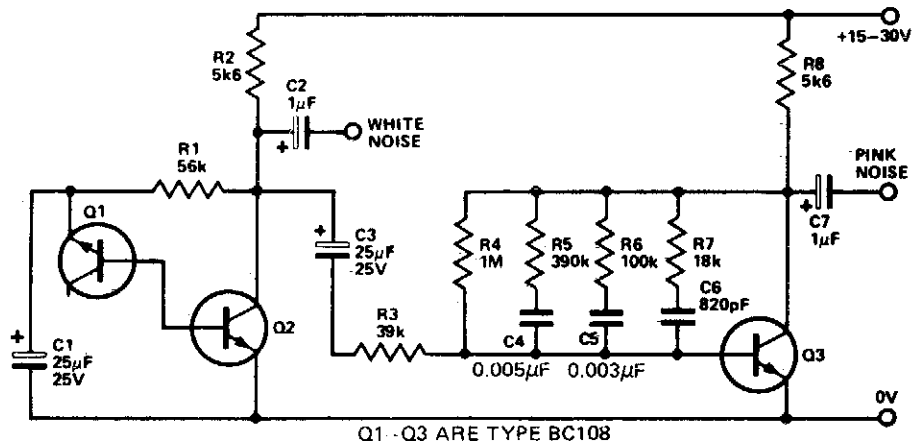 +15-30V
R2
5k6
R8
5k6
C2
1µF
+
WHITE
NOISE
R1
56k
PINK
NOISE
Q1
+
C3
25µF
25V
R4
1M
R5
390k
R6
100k
R7
18k
+
C7
1µF
C6
820pF
+
C1
25µF
25V
Q2
R3
39k
C4
0.005µF
C5
0.003µF
Q3
0V
Q1-Q3 ARE TYPE BC108